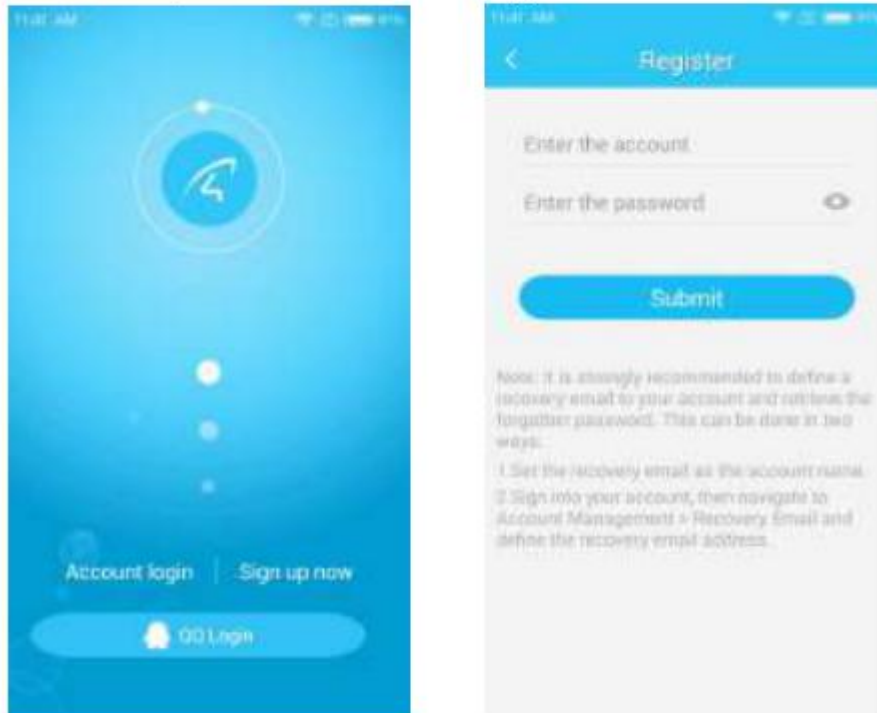 11:41 AM
Account login
Sign up now
QQ Login
11:41 AM
Register
Enter the account
Enter the password
Submit
Note: it is strongly recommended to define a
recovery email to your account and retrieve the
forgotten password. This can be done in two
ways:
1.Set the recovery email as the account name.
2.Sign into your account, then navigate to
Account Management > Recovery Email and
define the recovery email address.